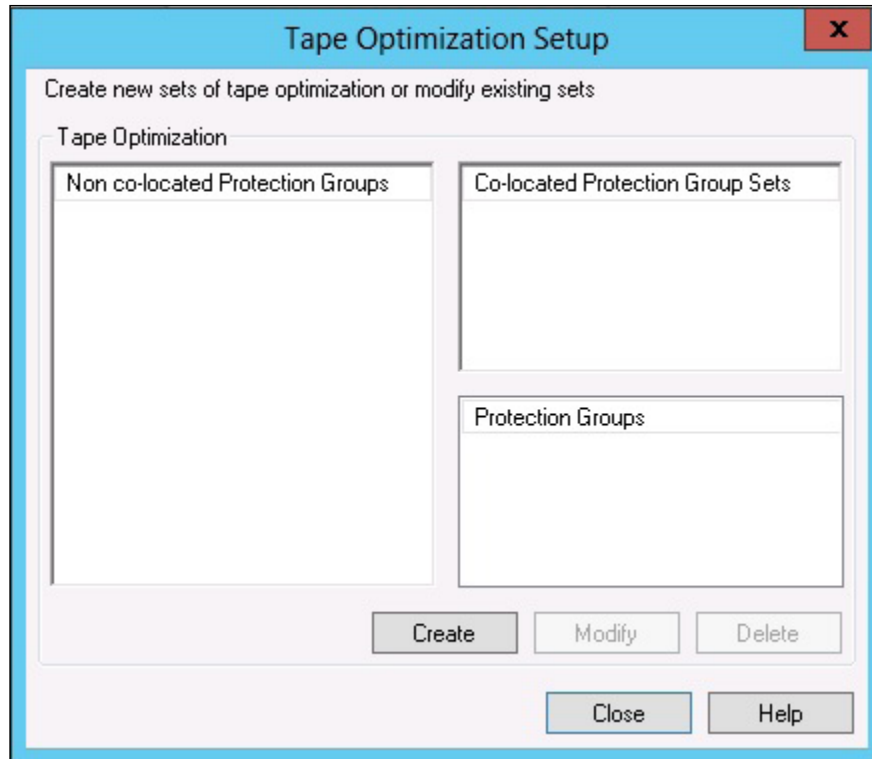 Tape Optimization Setup
x
Create new sets of tape optimization or modify existing sets
Tape Optimization
Non co-located Protection Groups
Co-located Protection Group Sets
Protection Groups
Create
Modify
Delete
Close
Help